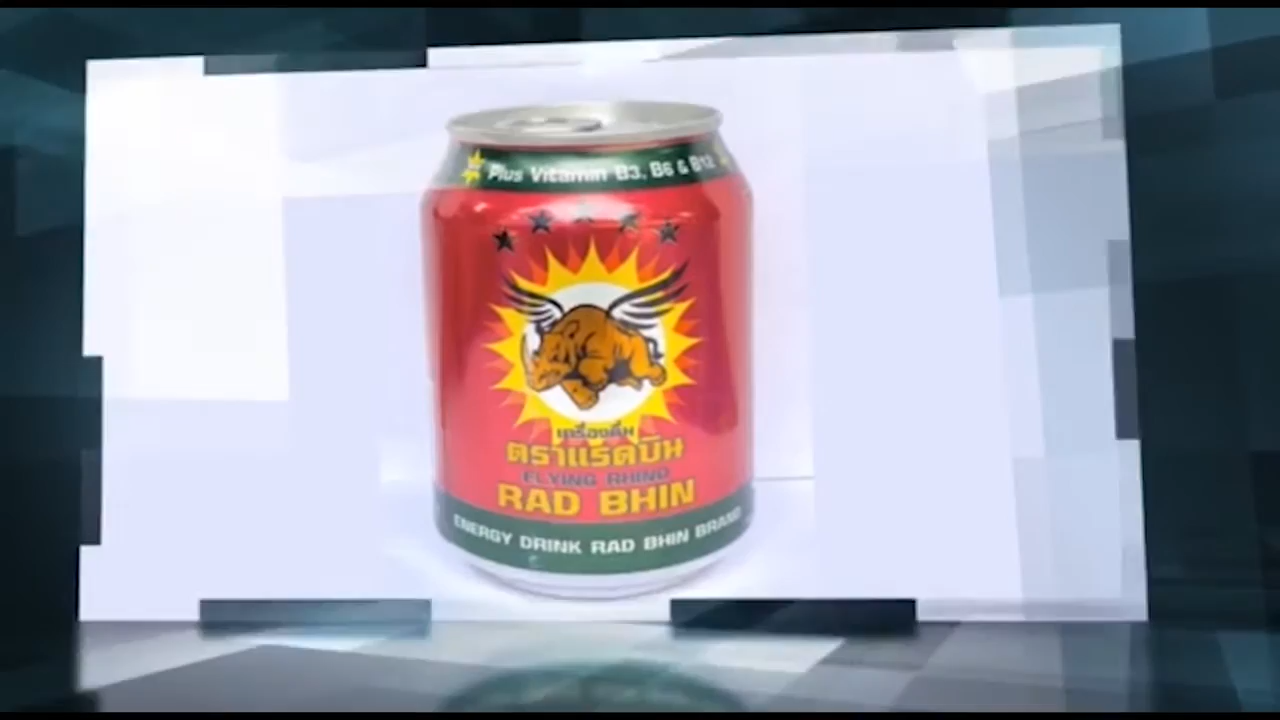 Plus Vitamin B3, B6 & B12
เครื่องดื่ม
ตราแร็ดบิน
FLYING RHINO
RAD BHIN
ENERGY DRINK RAD BHIN BRAND